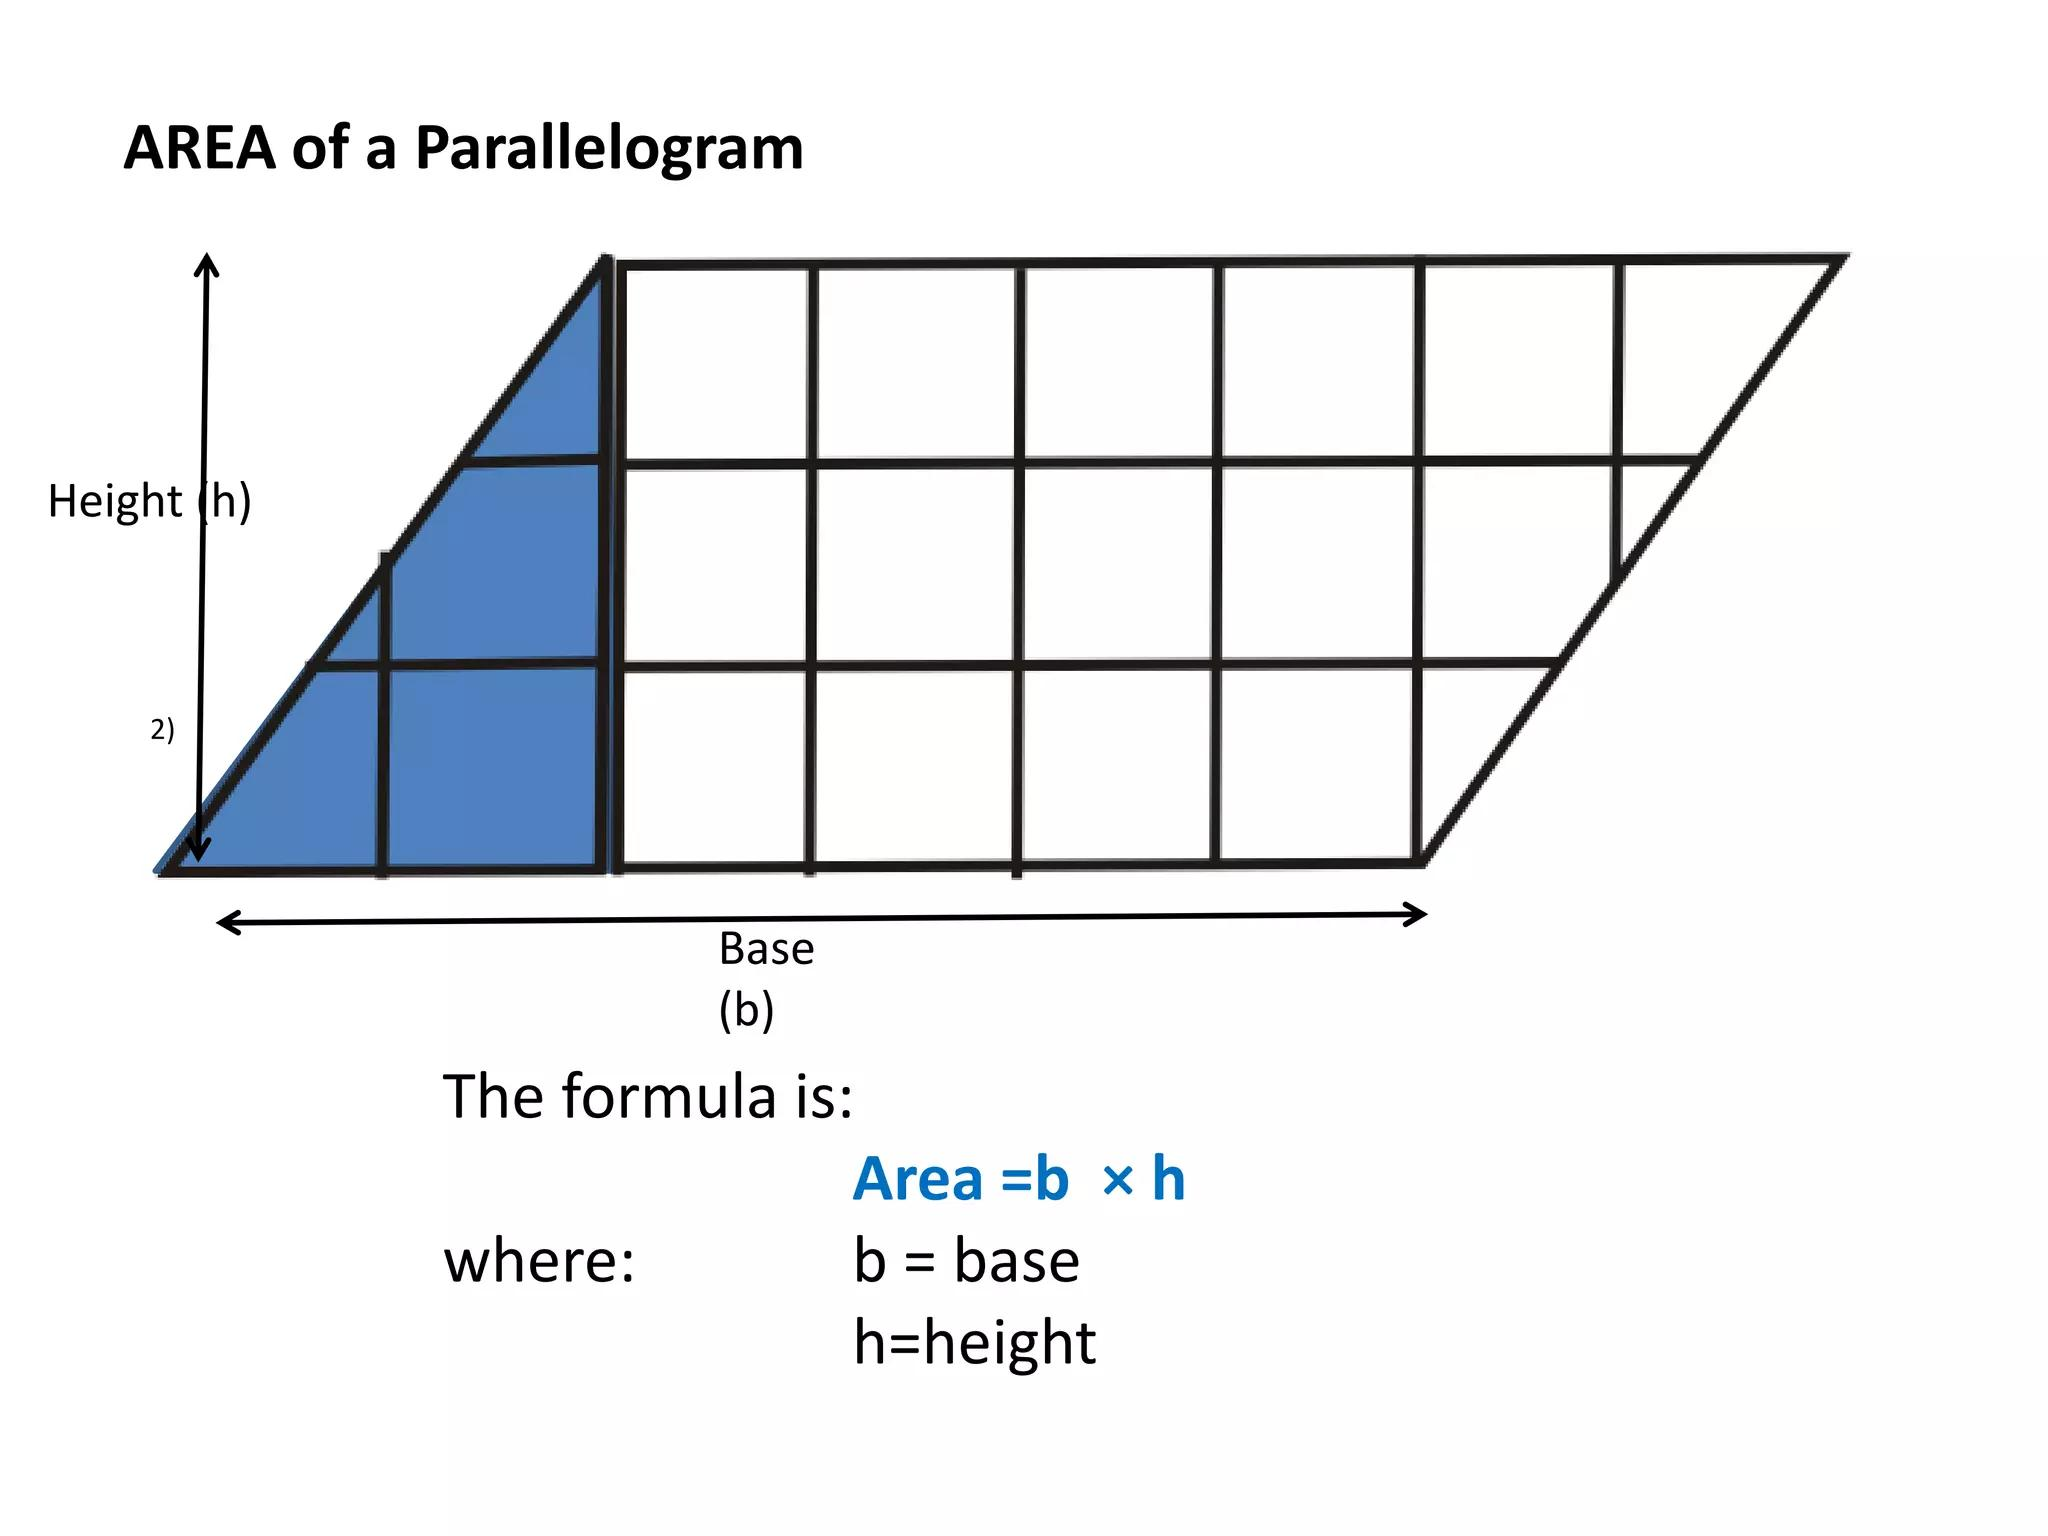 AREA of a Parallelogram
Height (h)
2)
Base
(b)
The formula is:
Area =b × h
where: b = base
h=height